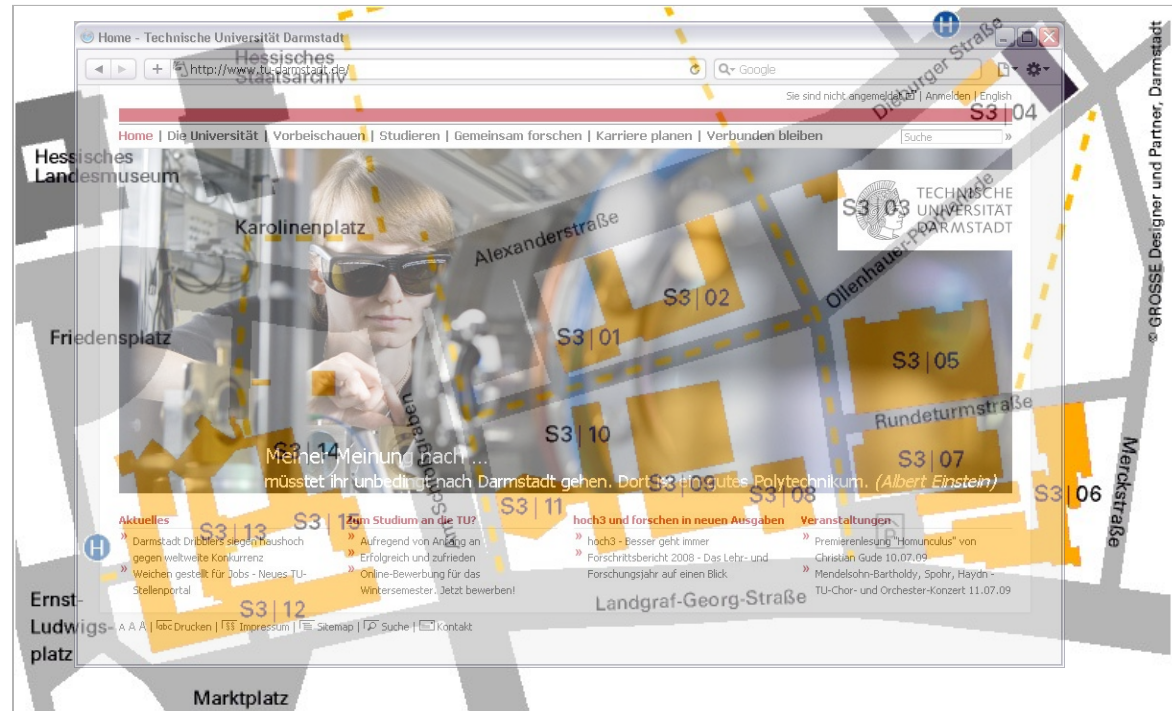 Home - Technische Universität Darmstadt
Hessisches
Staatsarchiv
http://www.tu-darmstadt.de/
Google
H
Dieburger Straße
Sie sind nicht angemeldet | Anmelden | English
S3|04
Home | Die Universität | Vorbeischauen | Studieren | Gemeinsam forschen | Karriere planen | Verbunden bleiben
Suche »
© GROSSE Designer und Partner, Darmstadt
Hessisches
Landesmuseum
TECHNISCHE
UNIVERSITÄT
DARMSTADT
S3|03
Karolinenplatz
Alexanderstraße
S3|02
Friedensplatz
S3|01
S3|05
Rundeturmstraße
S3|10
S3|14
S3|07
Merckstraße
Meiner Meinung nach ...
müsstet ihr unbedingt nach Darmstadt gehen. Dort ist ein gutes Polytechnikum. (Albert Einstein)
S3|09
S3|08
S3|06
S3|11
S3|13
S3|15
Am Schloßgraben
Aktuelles
» Darmstadt Dribblers siegen haushoch
gegen weltweite Konkurrenz
» Weichen gestellt für Jobs - Neues TU-
Stellenportal
Zum Studium an die TU?
» Aufregend von Anfang an
Erfolgreich und zufrieden
» Online-Bewerbung für das
Wintersemester. Jetzt bewerben!
hoch3 und forschen in neuen Ausgaben
» hoch3 - Besser geht immer
» Forschrittsbericht 2008 - Das Lehr- und
Forschungsjahr auf einen Blick
Veranstaltungen
» Premierenlesung "Homunculus" von
Christian Gude 10.07.09
» Mendelsohn-Bartholdy, Spohr, Haydn -
TU-Chor- und Orchester-Konzert 11.07.09
P
H
Landgraf-Georg-Straße
S3|12
Ernst-
Ludwigs-
platz
A A A | abc Drucken | §§ Impressum | Sitemap | Suche | Kontakt
Marktplatz